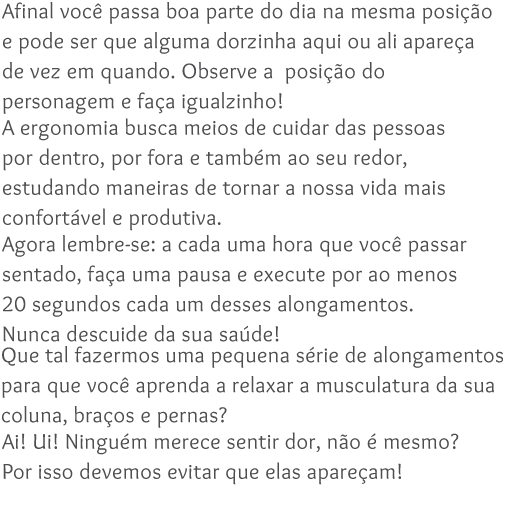 Afinal você passa boa parte do dia na mesma posição
e pode ser que alguma dorzinha aqui ou ali apareça
de vez em quando. Observe a  posição do
personagem e faça igualzinho!
A ergonomia busca meios de cuidar das pessoas
por dentro, por fora e também ao seu redor,
estudando maneiras de tornar a nossa vida mais
confortável e produtiva.
Agora lembre-se: a cada uma hora que você passar
sentado, faça uma pausa e execute por ao menos
20 segundos cada um desses alongamentos.
Nunca descuide da sua saúde!
Que tal fazermos uma pequena série de alongamentos
para que você aprenda a relaxar a musculatura da sua
coluna, braços e pernas?
Ai! Ui! Ninguém merece sentir dor, não é mesmo?
Por isso devemos evitar que elas apareçam!